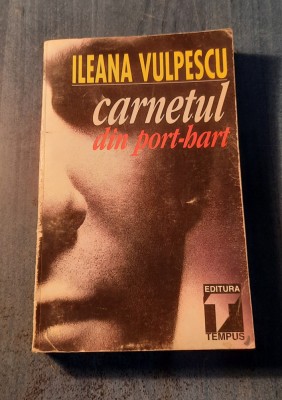 ILEANA VULPESCU
carnetul
din port-hart
EDITURA
T
TEMPUS